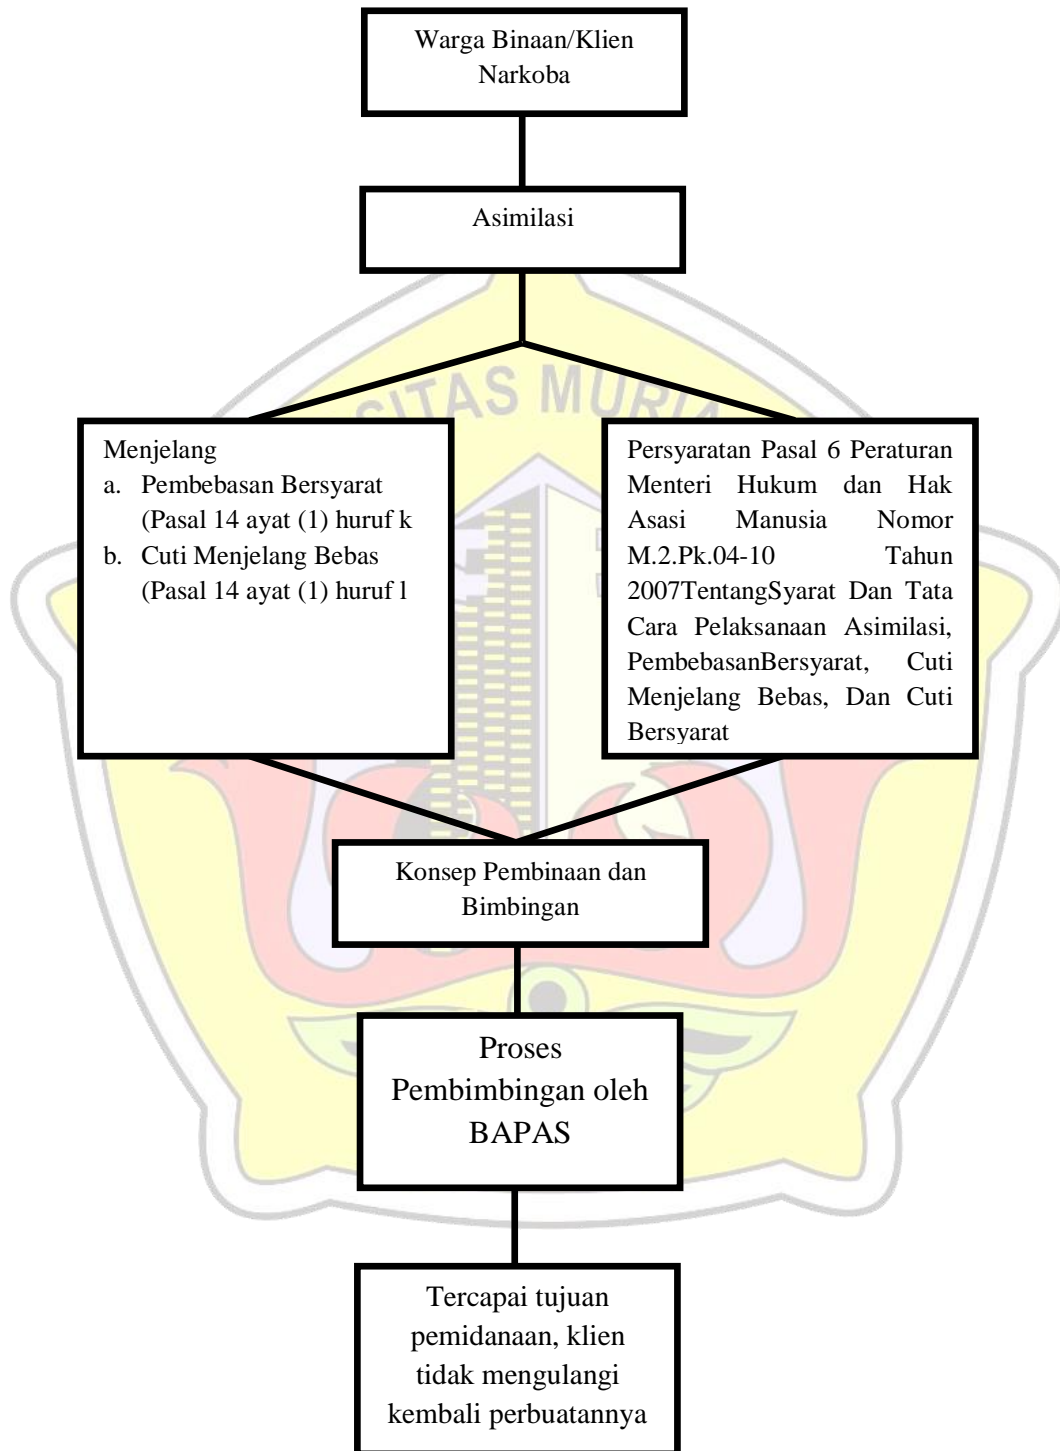 Warga Binaan/Klien
Narkoba
Asimilasi
SITAS MURIA
Menjelang
a. Pembebasan Bersyarat
(Pasal 14 ayat (1) huruf k
b. Cuti Menjelang Bebas
(Pasal 14 ayat (1) huruf l
Persyaratan Pasal 6 Peraturan
Menteri Hukum dan Hak
Asasi Manusia Nomor
M.2.Pk.04-10 Tahun
2007TentangSyarat Dan Tata
Cara Pelaksanaan Asimilasi,
PembebasanBersyarat, Cuti
Menjelang Bebas, Dan Cuti
Bersyarat
Konsep Pembinaan dan
Bimbingan
Proses
Pembimbingan oleh
BAPAS
Tercapai tujuan
pemidanaan, klien
tidak mengulangi
kembali perbuatannya